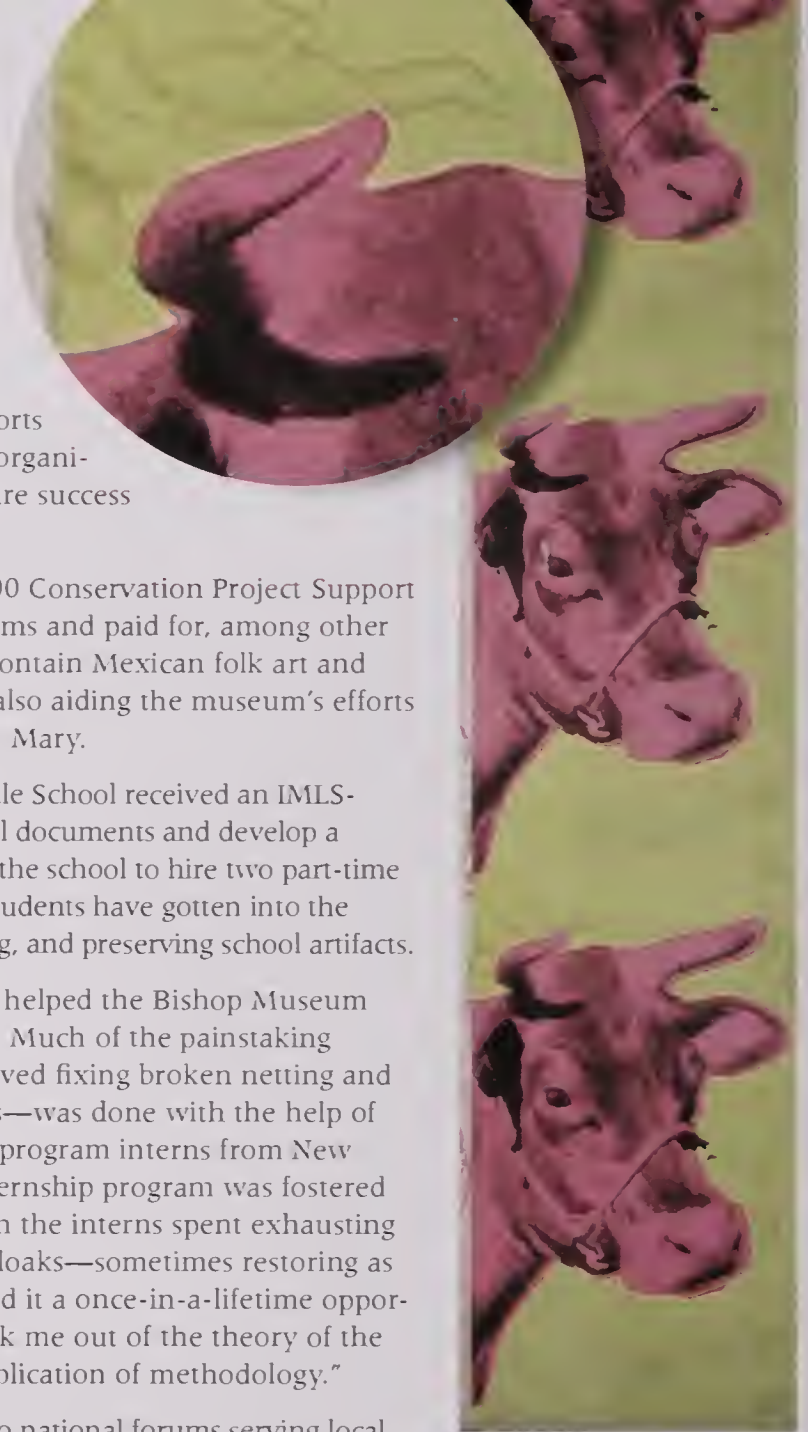 orts
organi-
are success
00 Conservation Project Support
ms and paid for, among other
ontain Mexican folk art and
also aiding the museum's efforts
Mary.
le School received an IMLS-
l documents and develop a
the school to hire two part-time
udents have gotten into the
g, and preserving school artifacts.
helped the Bishop Museum
Much of the painstaking
ved fixing broken netting and
s—was done with the help of
program interns from New
ernship program was fostered
n the interns spent exhausting
loaks—sometimes restoring as
d it a once-in-a-lifetime oppor-
k me out of the theory of the
plication of methodology."
o national forums serving local